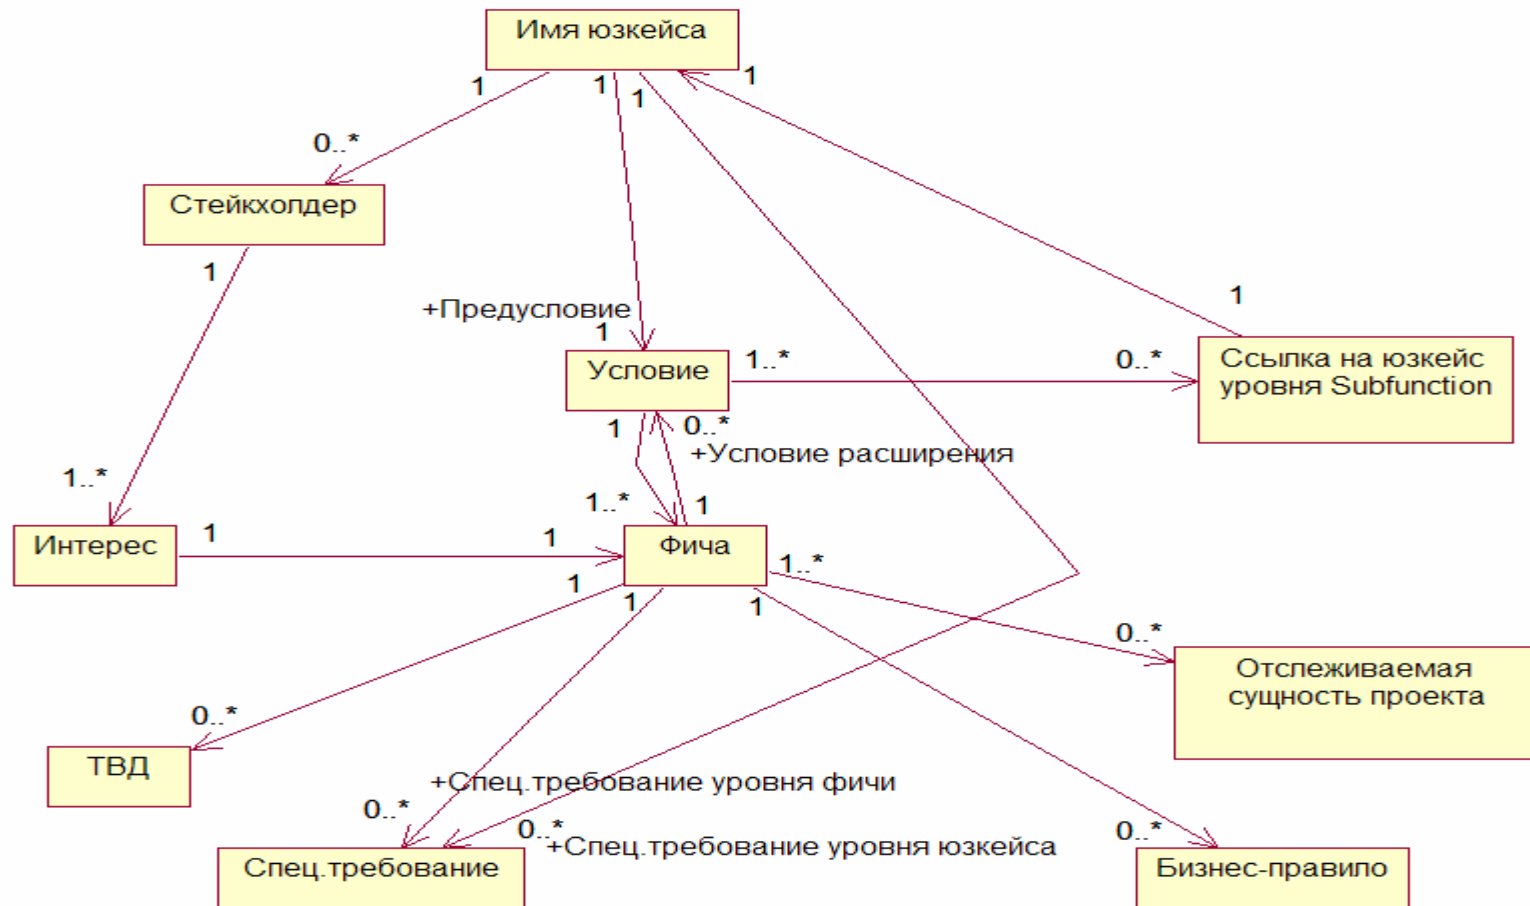 Имя юзкейса
1
1
1
1
0..*
Стейкхолдер
1
1
+Предусловие
1
Условие
1..*
0..*
Ссылка на юзкейс
уровня Subfunction
1
0..*
+Условие расширения
1..*
1..*
1
Интерес
1
1
Фича
1..*
1
1
1
0..*
Отслеживаемая
сущность проекта
0..*
ТВД
+Спец.требование уровня фичи
0..*
0..*
+Спец.требование уровня юзкейса
0..*
Спец.требование
Бизнес-правило